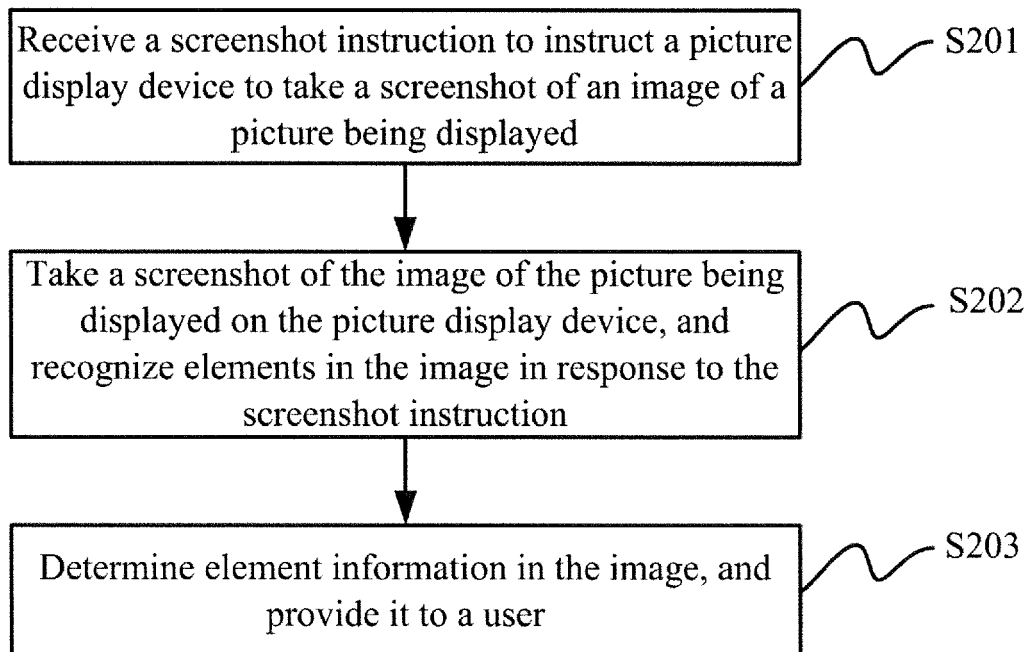 Receive a screenshot instruction to instruct a picture
display device to take a screenshot of an image of a
picture being displayed
S201
Take a screenshot of the image of the picture being
displayed on the picture display device, and
recognize elements in the image in response to the
screenshot instruction
S202
Determine element information in the image, and
provide it to a user
S203